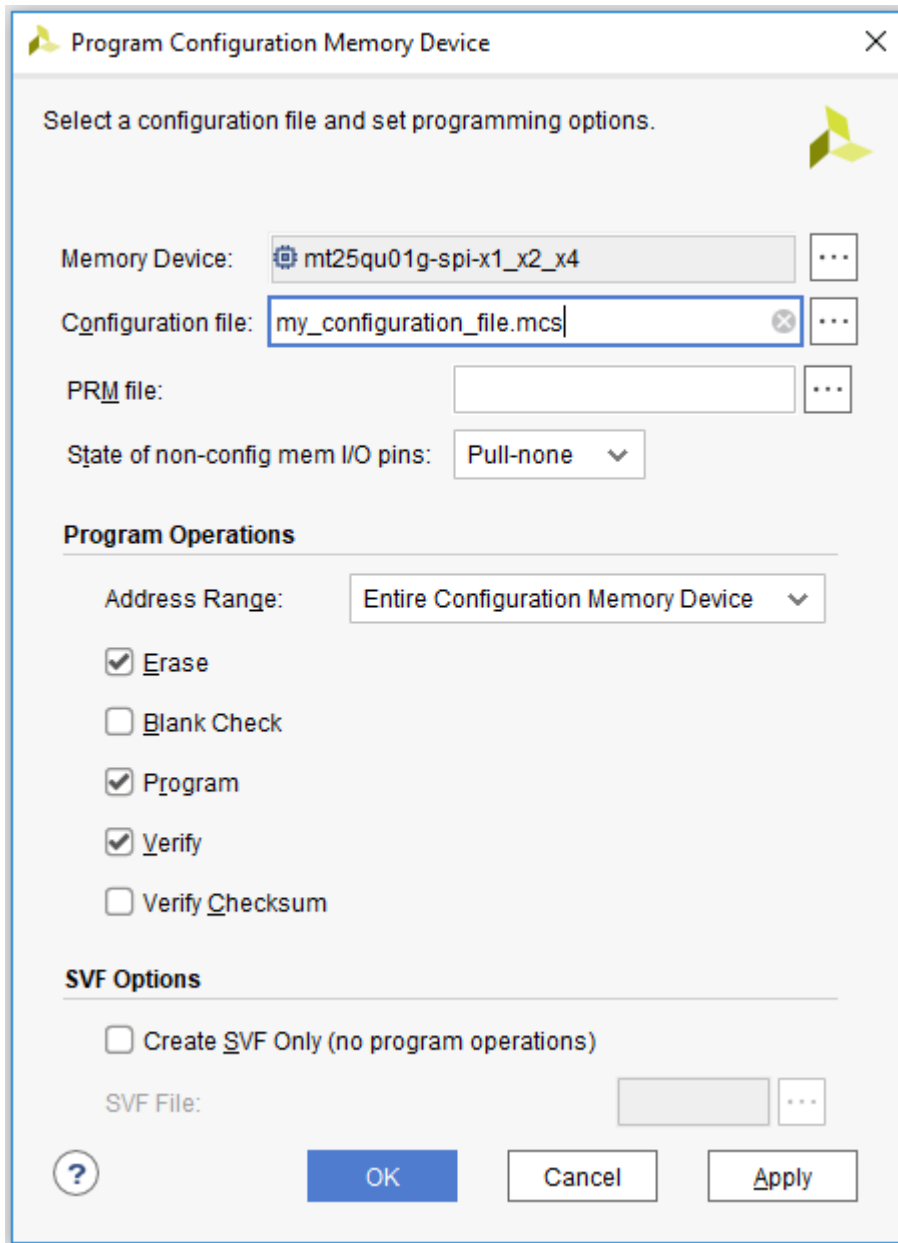 Program Configuration Memory Device
Select a configuration file and set programming options.
Memory Device: mt25qu01g-spi-x1_x2_x4 ...
Configuration file: my_configuration_file.mcs ...
PRM file: ...
State of non-config mem I/O pins: Pull-none
Program Operations
Address Range: Entire Configuration Memory Device
Erase
Blank Check
Program
Verify
Verify Checksum
SVF Options
Create SVF Only (no program operations)
SVF File: ...
? OK Cancel Apply